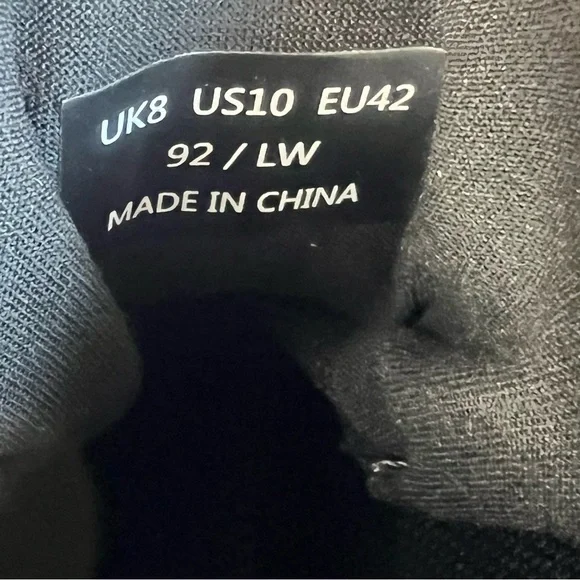 UK8 US10 EU42
92 / LW
MADE IN CHINA